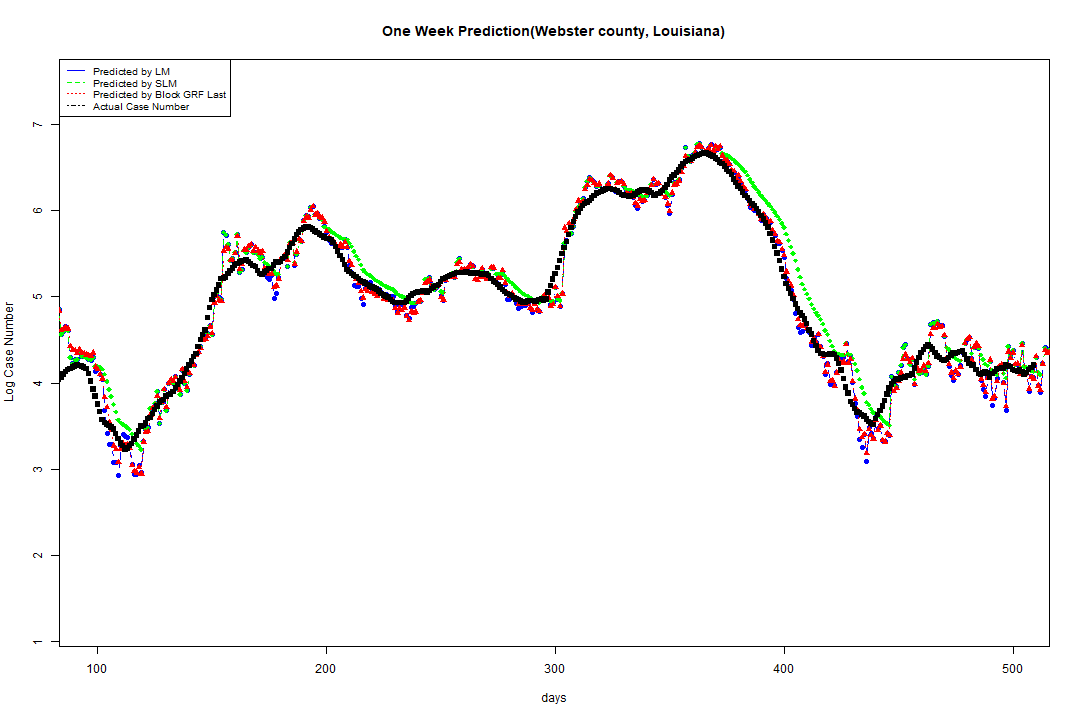 One Week Prediction(Webster county, Louisiana)
Predicted by LM
Predicted by SLM
Predicted by Block GRF Last
Actual Case Number
7
6
5
4
3
2
1
Log Case Number
100 200 300 400 500
days